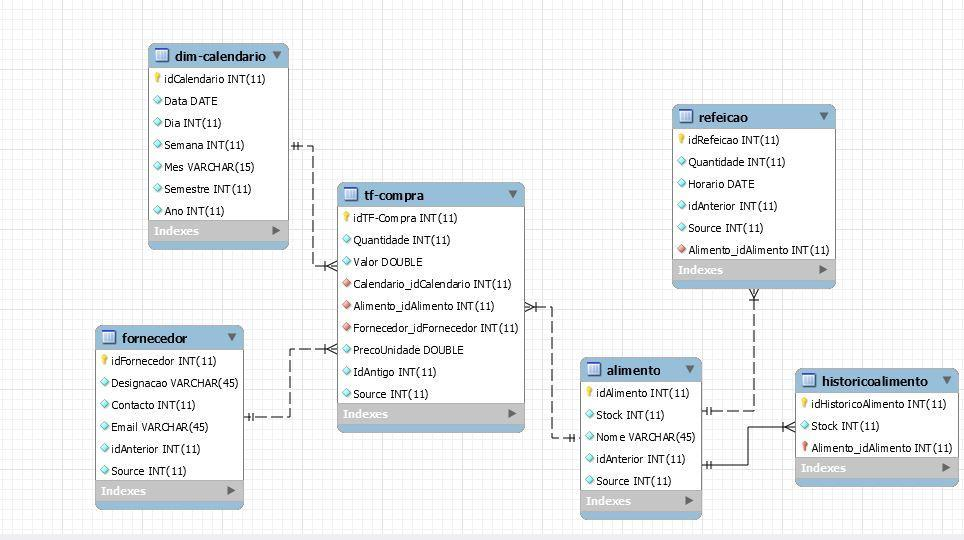 dim-calendario
idCalendario INT(11)
Data DATE
Dia INT(11)
Semana INT(11)
Mes VARCHAR(15)
Semestre INT(11)
Ano INT(11)
Indexes
tf-compra
idTF-Compra INT(11)
Quantidade INT(11)
Valor DOUBLE
Calendario_idCalendario INT(11)
Alimento_idAlimento INT(11)
Fornecedor_idFornecedor INT(11)
PrecoUnidade DOUBLE
IdAntigo INT(11)
Source INT(11)
Indexes
refeicao
idRefeicao INT(11)
Quantidade INT(11)
Horario DATE
idAnterior INT(11)
Source INT(11)
Alimento_idAlimento INT(11)
Indexes
fornecedor
idFornecedor INT(11)
Designacao VARCHAR(45)
Contacto INT(11)
Email VARCHAR(45)
idAnterior INT(11)
Source INT(11)
Indexes
alimento
idAlimento INT(11)
Stock INT(11)
Nome VARCHAR(45)
idAnterior INT(11)
Source INT(11)
Indexes
historicoalimento
idHistoricoAlimento INT(11)
Stock INT(11)
Alimento_idAlimento INT(11)
Indexes